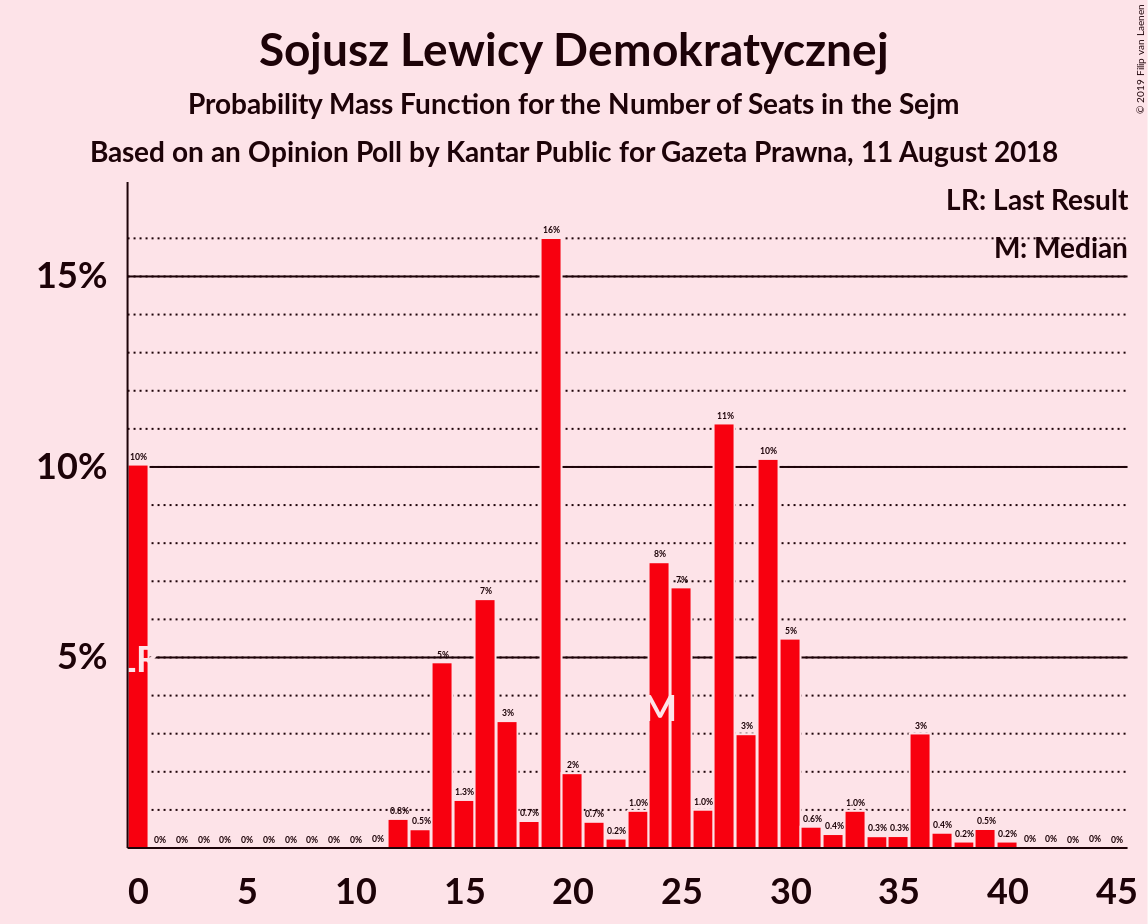 Sojusz Lewicy Demokratycznej
Probability Mass Function for the Number of Seats in the Sejm
Based on an Opinion Poll by Kantar Public for Gazeta Prawna, 11 August 2018
© 2019 Filip van Laenen
LR: Last Result
M: Median
15%
10%
5%
10% 0% 0% 0% 0% 0% 0% 0% 0% 0% 0% 0% 0.8% 0.5% 5% 1.3% 7% 3% 0.7% 16% 2% 0.7% 0.2% 1.0% 8% 7% 1.0% 11% 3% 10% 5% 0.6% 0.4% 1.0% 0.3% 0.3% 3% 0.4% 0.2% 0.5% 0.2% 0% 0% 0% 0% 0%
LR
M
0 5 10 15 20 25 30 35 40 45